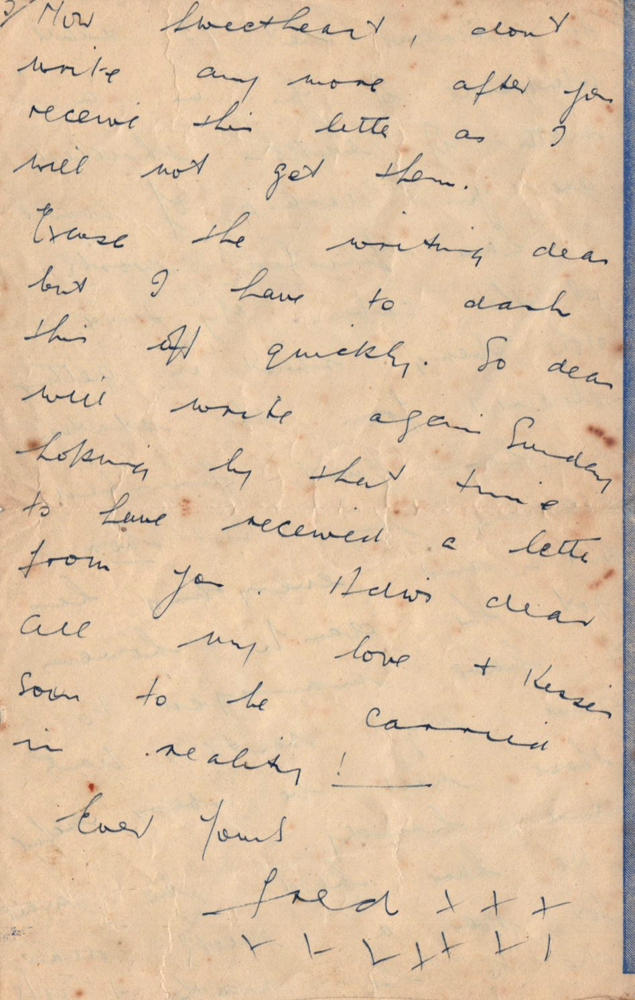 3/ Now Sweetheart, dont
write any more after you
receive this letter as I
will not get them.
Excuse the writing dear
but I have to dash
this off quickly. So dear
will write again Sunday
hoping by that time
to have received a letter
from you. Adios dear
all my love + Kisses
soon to be carried
in reality!
Ever Yours
Fred x x x
x x x x x x x